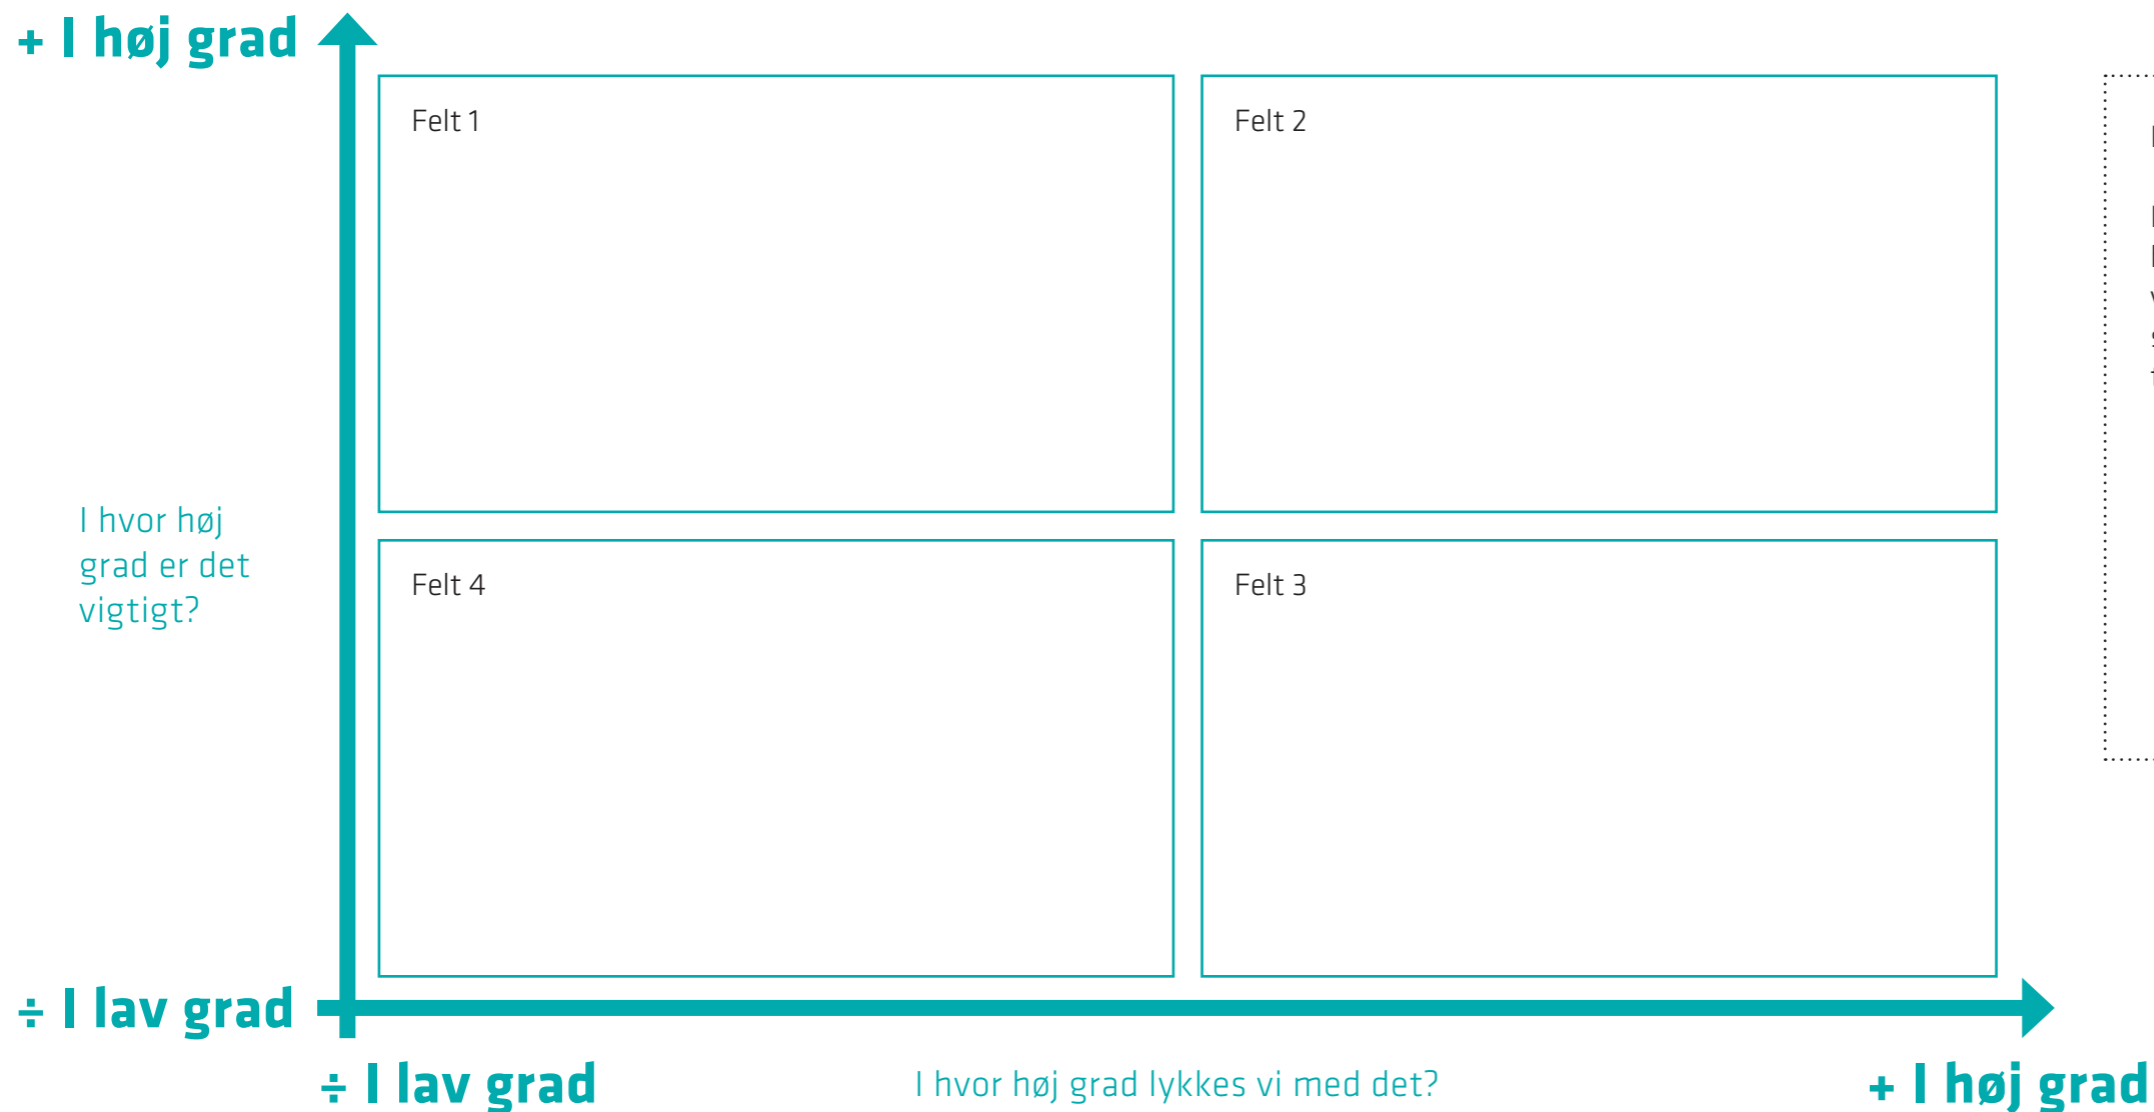 + I høj grad
Felt 1
Felt 2
I hvor høj
grad er det
vigtigt?
Felt 4
Felt 3
÷ I lav grad
÷ I lav grad
I hvor høj grad lykkes vi med det?
+ I høj grad